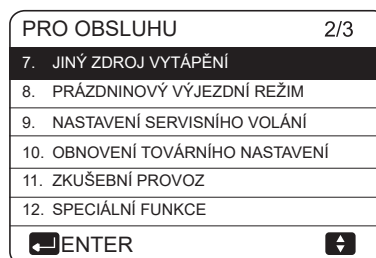 PRO OBSLUHU 2/3
7. JINÝ ZDROJ VYTÁPĚNÍ
8. PRÁZDNINOVÝ VÝJEZDNÍ REŽIM
9. NASTAVENÍ SERVISNÍHO VOLÁNÍ
10. OBNOVENÍ TOVÁRNÍHO NASTAVENÍ
11. ZKUŠEBNÍ PROVOZ
12. SPECIÁLNÍ FUNKCE
ENTER